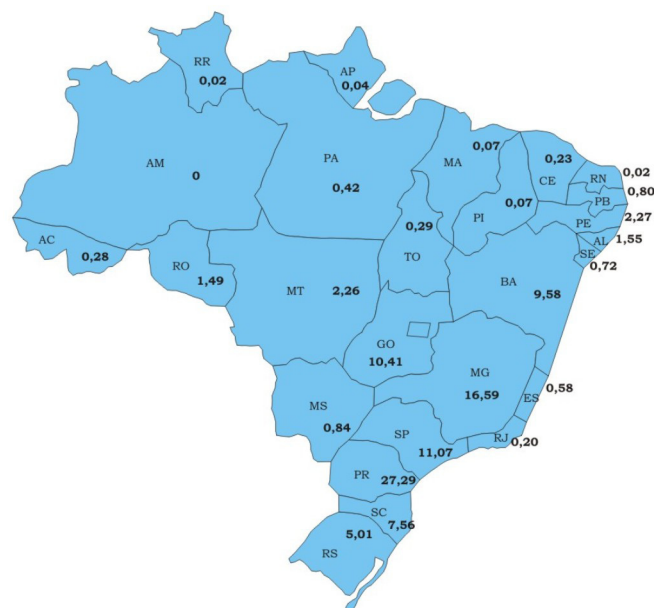 RR
0,02
AP
0,04
AM
0
PA
0,42
MA
0,07
PI
0,07
CE
0,23
RN
0,02
PB
0,80
PE
2,27
AL
1,55
SE
0,72
AC
0,28
RO
1,49
TO
0,29
MT
2,26
BA
9,58
GO
10,41
MG
16,59
ES
0,58
MS
0,84
SP
11,07
RJ
0,20
PR
27,29
SC
7,56
RS
5,01